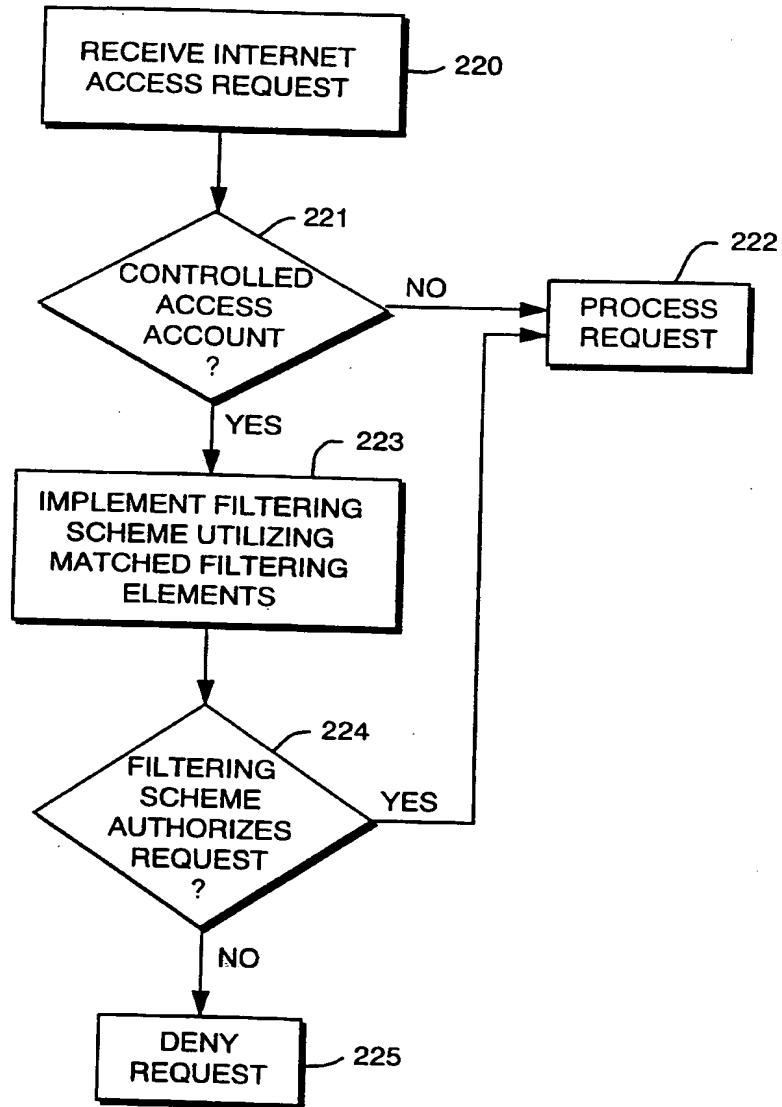 RECEIVE INTERNET
ACCESS REQUEST
220
221
CONTROLLED
ACCESS
ACCOUNT
?
NO
222
PROCESS
REQUEST
YES
223
IMPLEMENT FILTERING
SCHEME UTILIZING
MATCHED FILTERING
ELEMENTS
224
FILTERING
SCHEME
AUTHORIZES
REQUEST
?
YES
NO
DENY
REQUEST
225